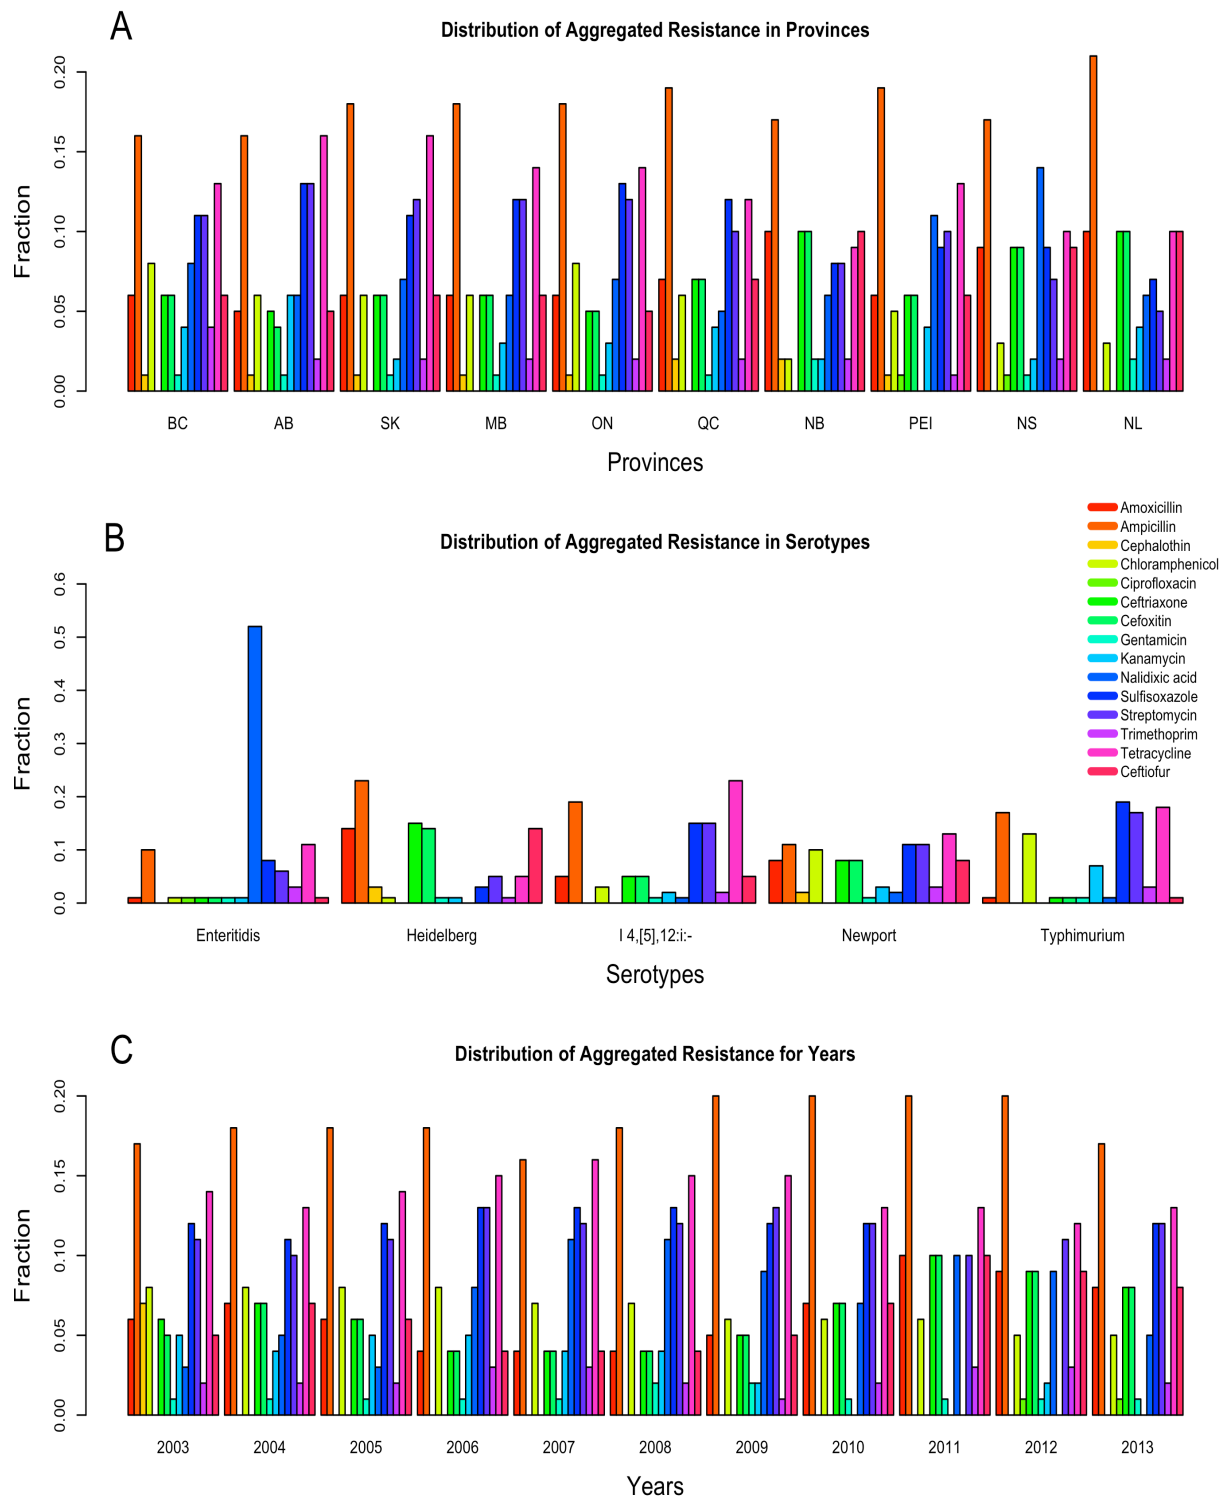 A
Distribution of Aggregated Resistance in Provinces
Fraction
0.20
0.15
0.10
0.05
0.00
BC AB SK MB ON QC NB PEI NS NL
Provinces
B
Distribution of Aggregated Resistance in Serotypes
Amoxicillin
Ampicillin
Cephalothin
Chloramphenicol
Ciprofloxacin
Ceftriaxone
Cefoxitin
Gentamicin
Kanamycin
Nalidixic acid
Sulfisoxazole
Streptomycin
Trimethoprim
Tetracycline
Ceftiofur
Fraction
0.6
0.5
0.4
0.3
0.2
0.1
0.0
Enteritidis Heidelberg I 4,[5],12:i:- Newport Typhimurium
Serotypes
C
Distribution of Aggregated Resistance for Years
Fraction
0.20
0.15
0.10
0.05
0.00
2003 2004 2005 2006 2007 2008 2009 2010 2011 2012 2013
Years